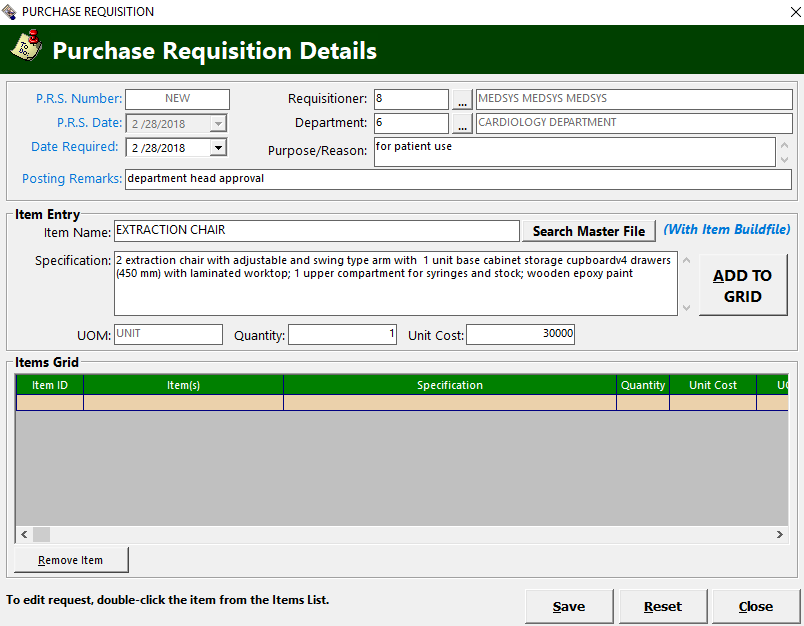 PURCHASE REQUISITION
To Do:
Purchase Requisition Details
P.R.S. Number: NEW Requisitioner: 8 ... MEDSYS MEDSYS MEDSYS
P.R.S. Date: 2 /28/2018 Department: 6 ... CARDIOLOGY DEPARTMENT
Date Required: 2 /28/2018 Purpose/Reason: for patient use
Posting Remarks: department head approval
Item Entry
Item Name: EXTRACTION CHAIR Search Master File (With Item Buildfile)
Specification: 2 extraction chair with adjustable and swing type arm with 1 unit base cabinet storage cupboardv4 drawers
(450 mm) with laminated worktop; 1 upper compartment for syringes and stock; wooden epoxy paint
ADD TO
GRID
UOM: UNIT Quantity: 1 Unit Cost: 30000
Items Grid
Item ID Item(s) Specification Quantity Unit Cost UO
Remove Item
To edit request, double-click the item from the Items List.
Save Reset Close